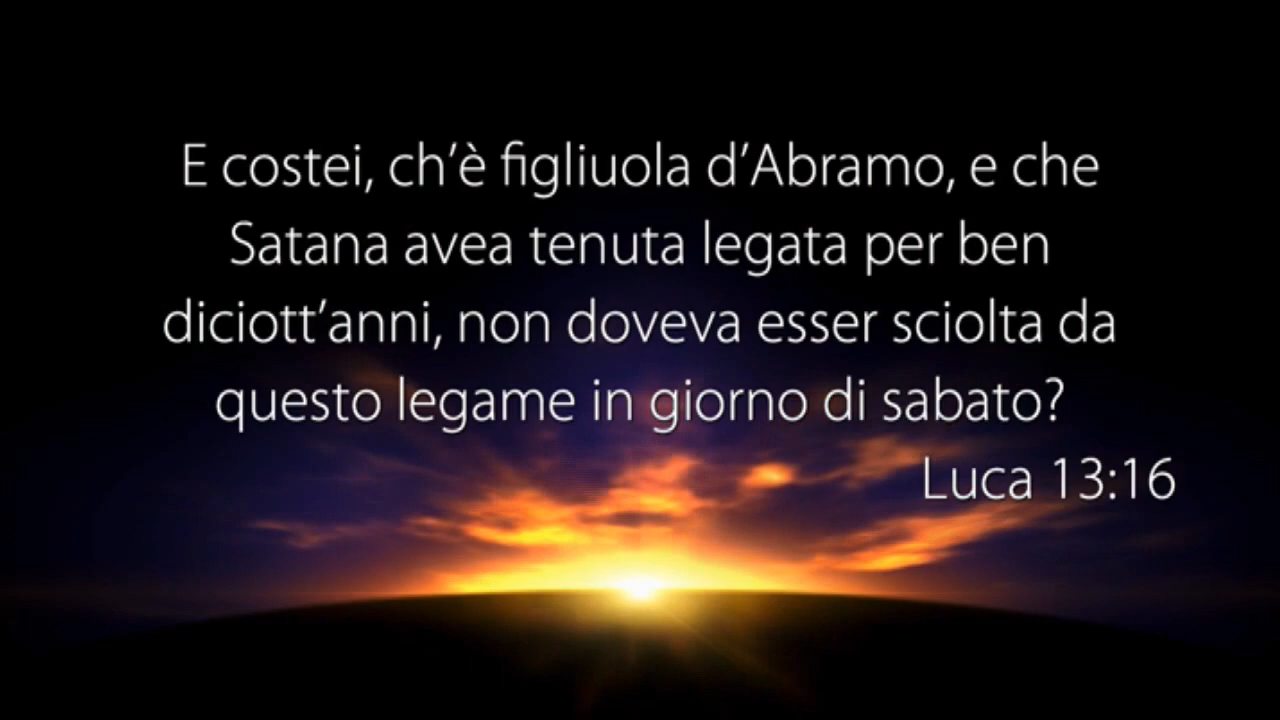 E costei, ch’è figliuola d’Abramo, e che
Satana avea tenuta legata per ben
diciott’anni, non doveva esser sciolta da
questo legame in giorno di sabato?
Luca 13:16